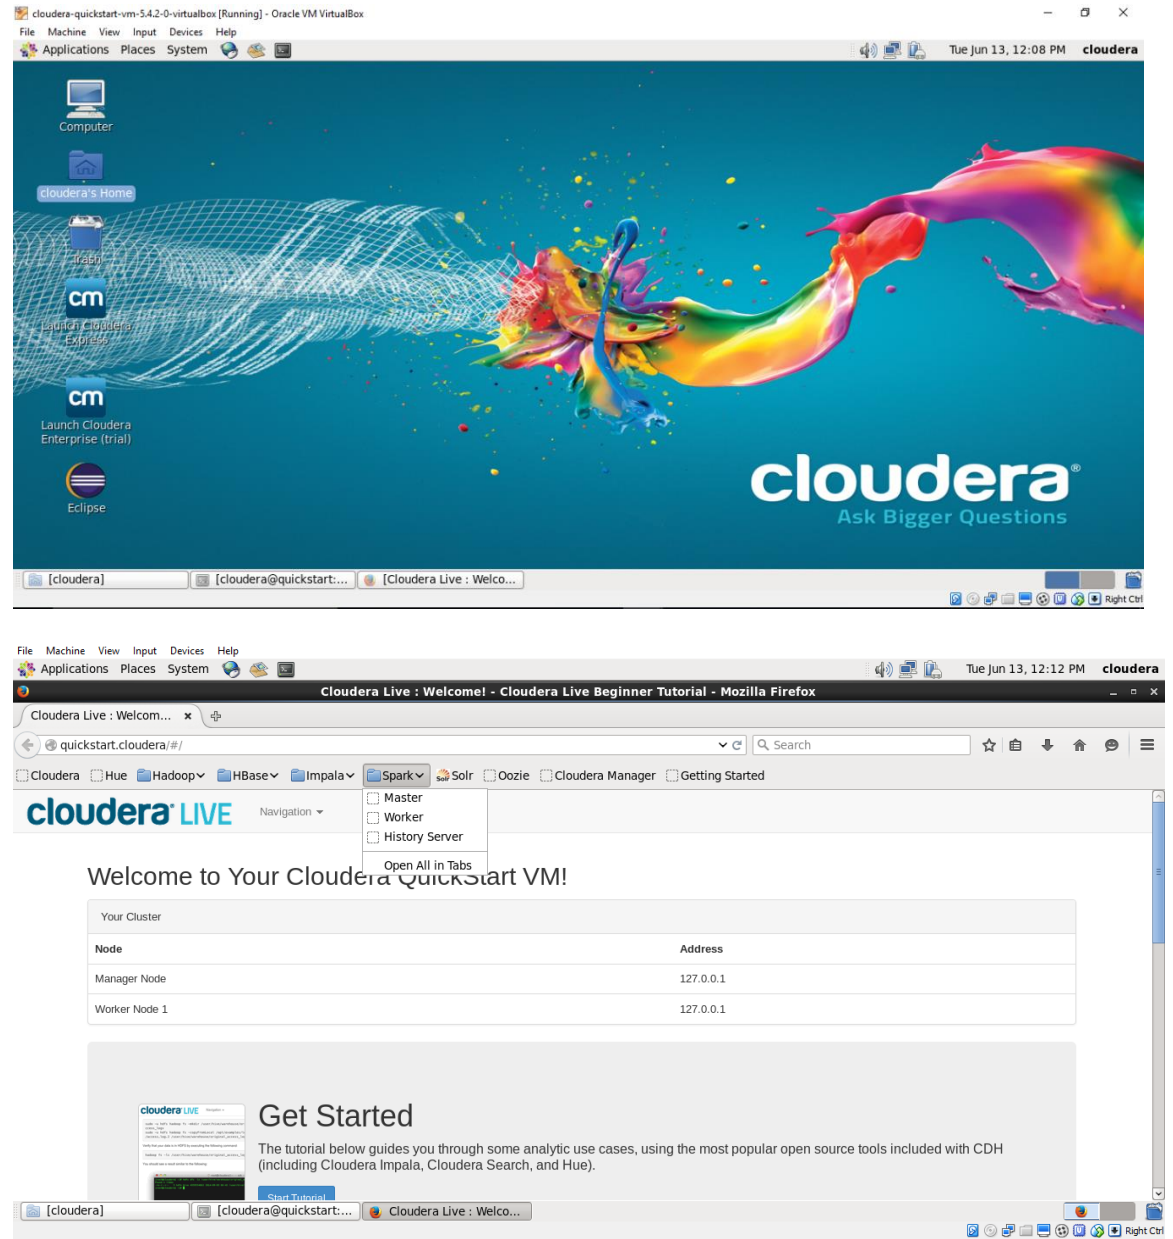 cloudera-quickstart-vm-5.4.2-0-virtualbox [Running] - Oracle VM VirtualBox
File Machine View Input Devices Help
Applications Places System Tue Jun 13, 12:08 PM cloudera
Computer
cloudera's Home
Trash
cm
Launch Cloudera
Express
cm
Launch Cloudera
Enterprise (trial)
Eclipse
cloudera®
Ask Bigger Questions
[cloudera] [cloudera@quickstart:... [Cloudera Live : Welco...
Right Ctrl
File Machine View Input Devices Help
Applications Places System Tue Jun 13, 12:12 PM cloudera
Cloudera Live : Welcome! - Cloudera Live Beginner Tutorial - Mozilla Firefox
Cloudera Live : Welcom...
quickstart.cloudera/#/ Search
Cloudera Hue Hadoop HBase Impala Spark Solr Oozie Cloudera Manager Getting Started
cloudera LIVE Navigation
Master
Worker
History Server
Open All in Tabs
Welcome to Your Cloudera QuickStart VM!
Your Cluster
Node Address
Manager Node 127.0.0.1
Worker Node 1 127.0.0.1
cloudera LIVE
Get Started
The tutorial below guides you through some analytic use cases, using the most popular open source tools included with CDH
(including Cloudera Impala, Cloudera Search, and Hue).
Start Tutorial
[cloudera] [cloudera@quickstart:... Cloudera Live : Welco...
Right Ctrl